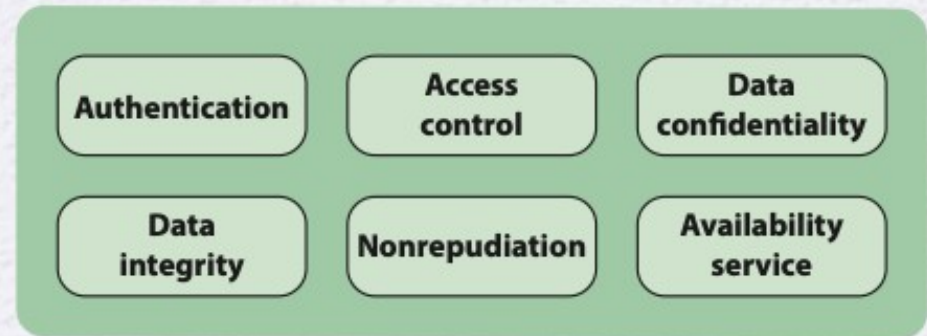 Authentication
Access
control
Data
confidentiality
Data
integrity
Nonrepudiation
Availability
service